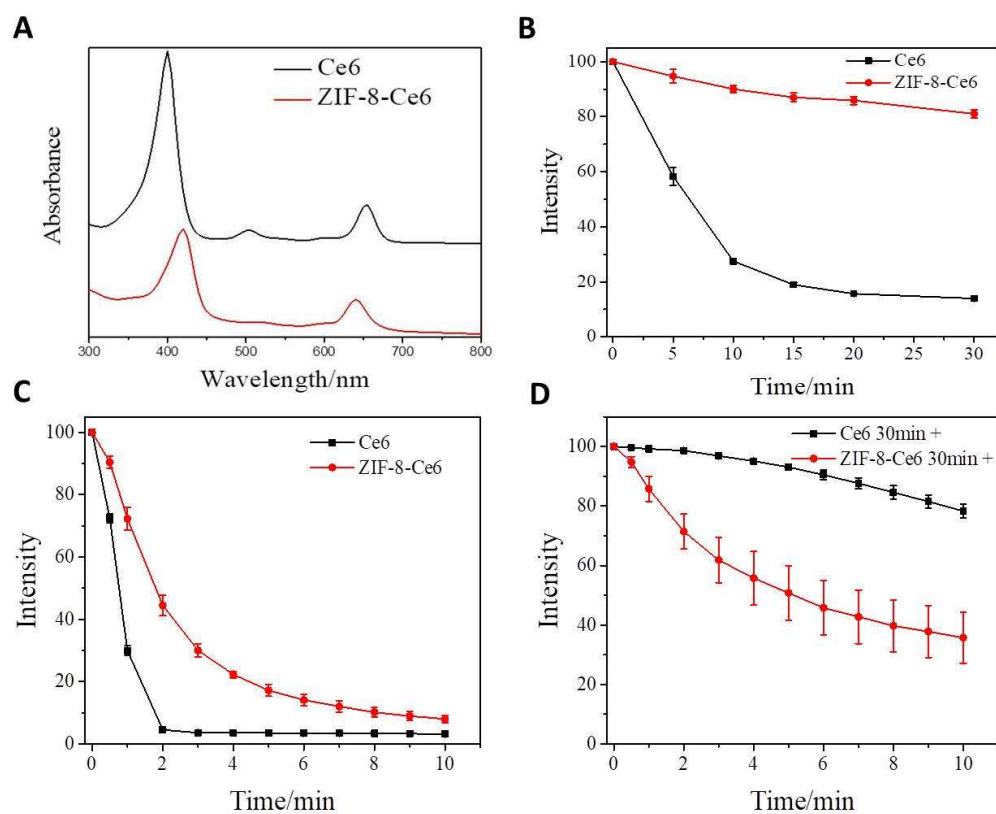 A
Ce6
ZIF-8-Ce6
Absorbance
300
400
500
600
700
800
Wavelength/nm
B
Ce6
ZIF-8-Ce6
Intensity
100
80
60
40
20
0
0
5
10
15
20
25
30
Time/min
C
Ce6
ZIF-8-Ce6
Intensity
100
80
60
40
20
0
0
2
4
6
8
10
Time/min
D
Ce6 30min +
ZIF-8-Ce6 30min +
Intensity
100
80
60
40
20
0
0
2
4
6
8
10
Time/min